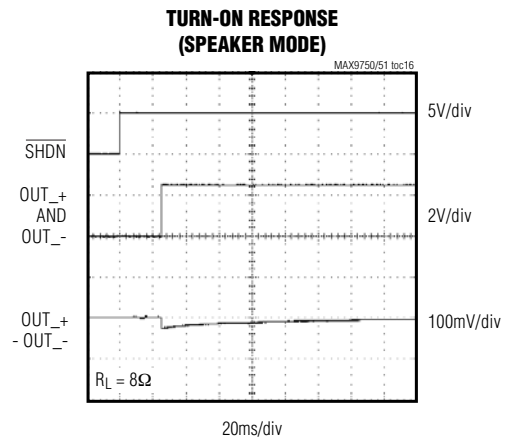 TURN-ON RESPONSE
(SPEAKER MODE)
MAX9750/51 toc16
5V/div
SHDN
OUT_+
AND
OUT_-
2V/div
OUT_+
- OUT_-
100mV/div
RL = 8Ω
20ms/div